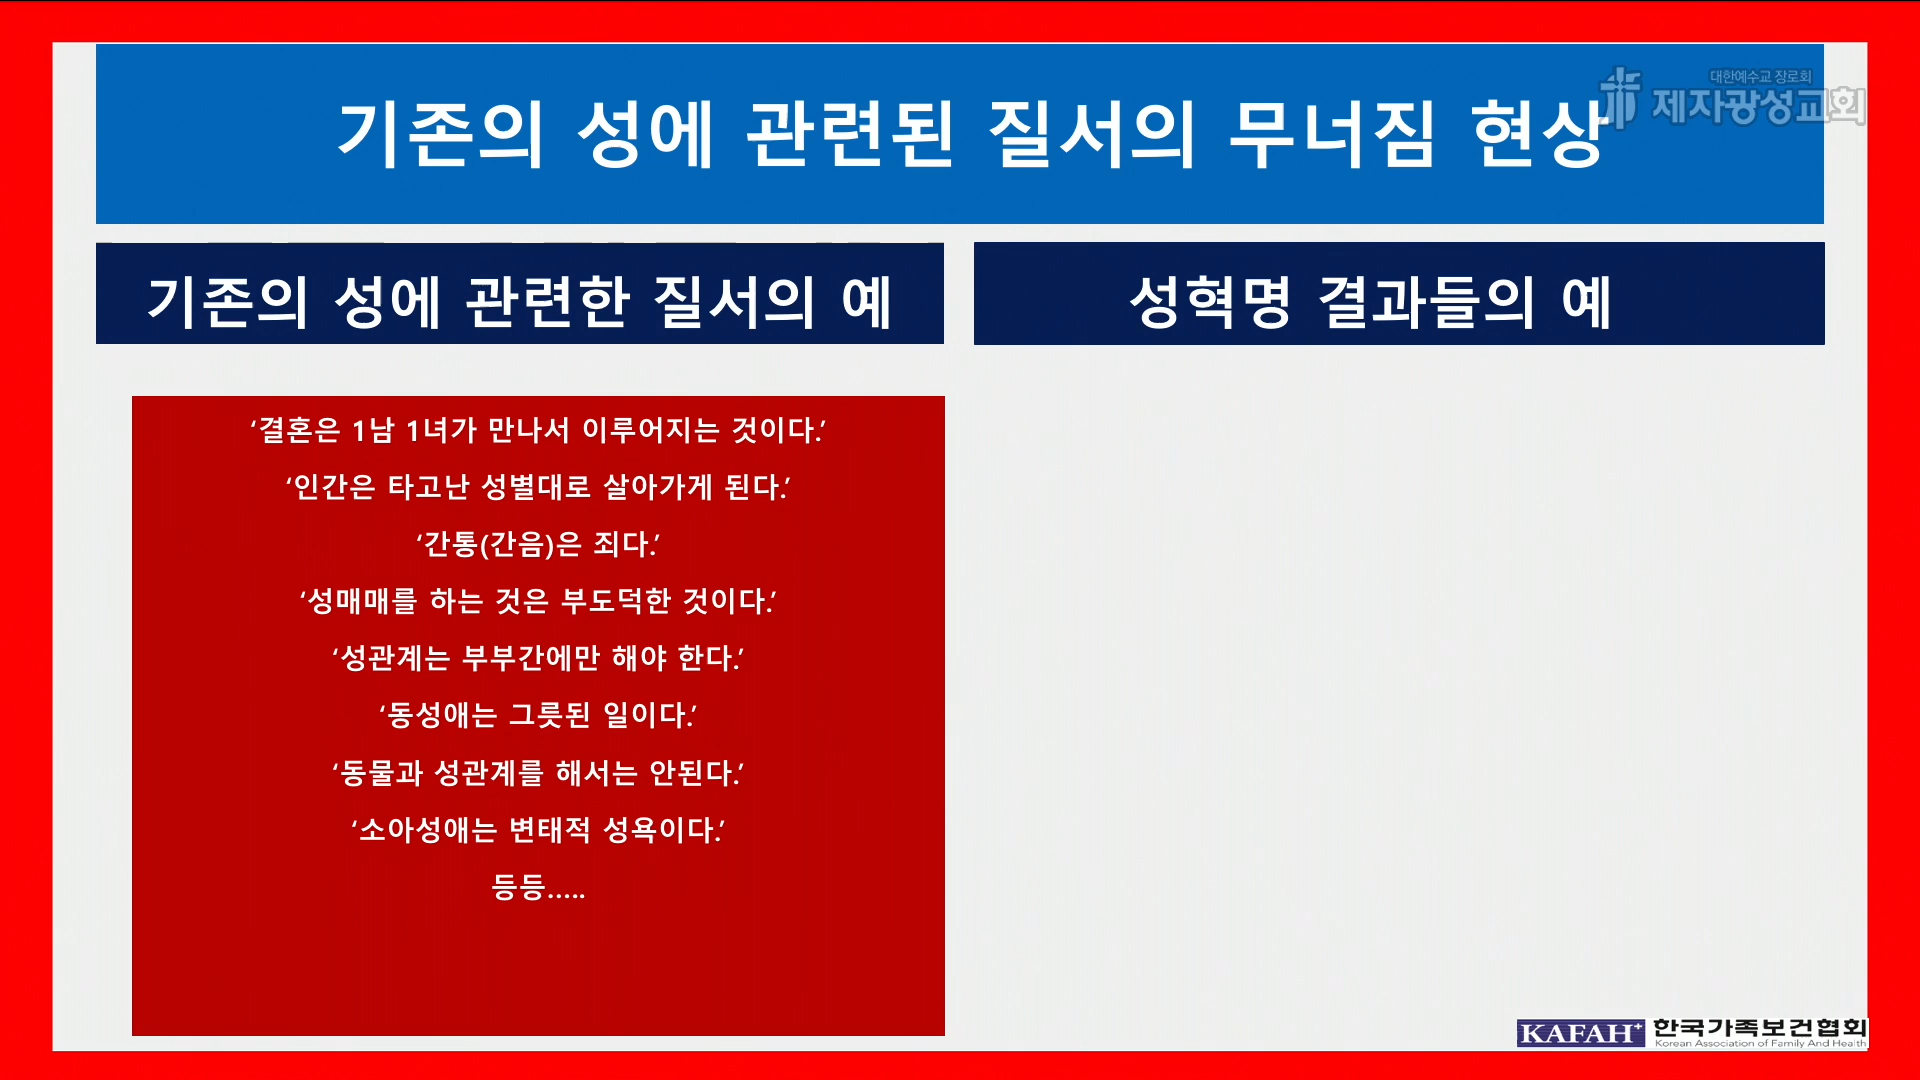 대한예수교 장로회
제자광성교회
기존의 성에 관련된 질서의 무너짐 현상
기존의 성에 관련한 질서의 예
성혁명 결과들의 예
‘결혼은 1남 1녀가 만나서 이루어지는 것이다.’
‘인간은 타고난 성별대로 살아가게 된다.’
‘간통(간음)은 죄다.’
‘성매매를 하는 것은 부도덕한 것이다.’
‘성관계는 부부간에만 해야 한다.’
‘동성애는 그릇된 일이다.’
‘동물과 성관계를 해서는 안된다.’
‘소아성애는 변태적 성욕이다.’
등등.....
KAFAH+ 한국가족보건협회
Korean Association of Family And Health